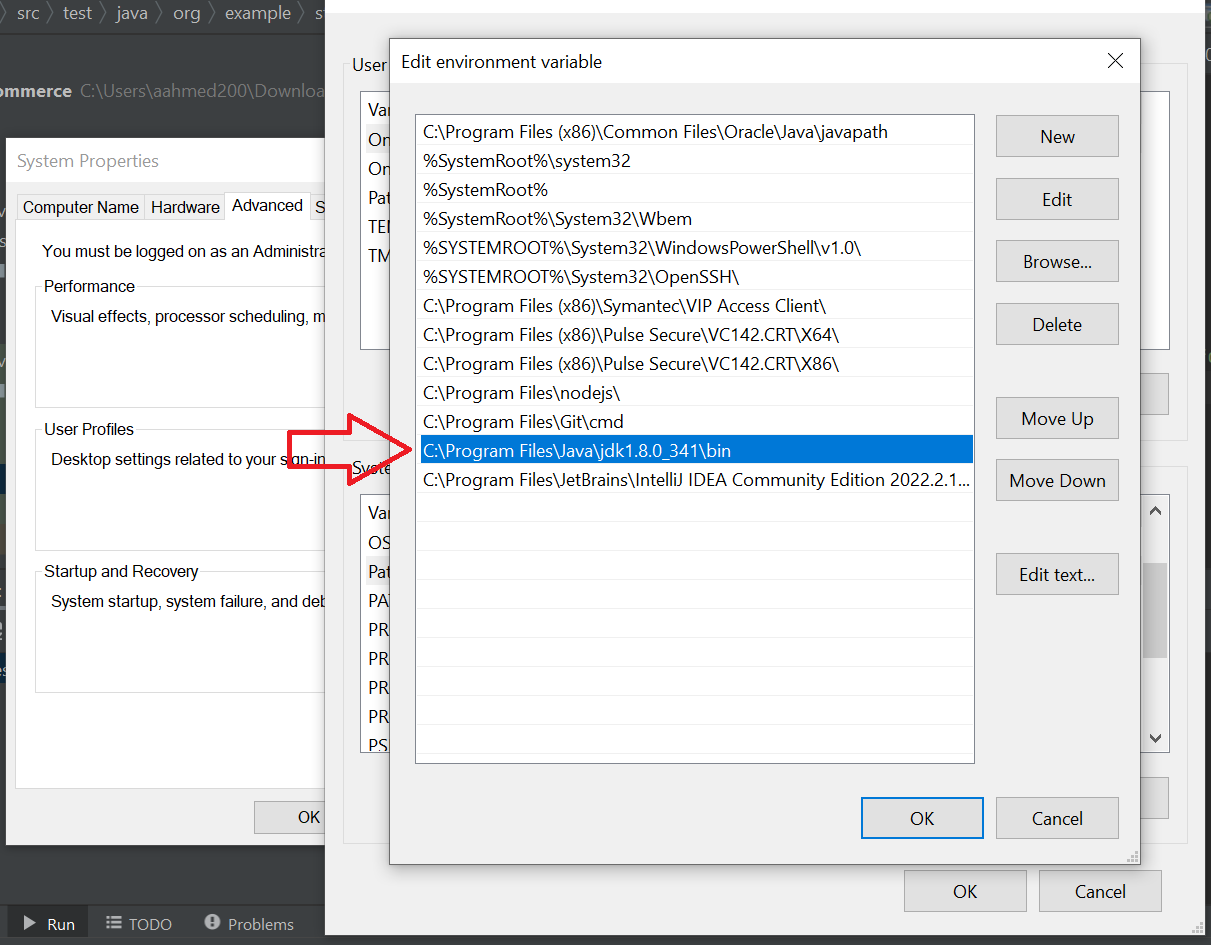 src
test
java
org
example
ommerce C:\Users\aahmed200\Downloa
System Properties
Computer Name
Hardware
Advanced
S
You must be logged on as an Administra
Performance
Visual effects, processor scheduling, m
User Profiles
Desktop settings related to your sign-in
Startup and Recovery
System startup, system failure, and deb
OK
Run
TODO
Problems
User
Var
On
On
Pat
TEM
TM
Syste
Var
OS
Pat
PA
PR
PR
PR
PR
PS
Edit environment variable
C:\Program Files (x86)\Common Files\Oracle\Java\javapath
%SystemRoot%\system32
%SystemRoot%
%SystemRoot%\System32\Wbem
%SYSTEMROOT%\System32\WindowsPowerShell\v1.0\
%SYSTEMROOT%\System32\OpenSSH\
C:\Program Files (x86)\Symantec\VIP Access Client\
C:\Program Files (x86)\Pulse Secure\VC142.CRT\X64\
C:\Program Files (x86)\Pulse Secure\VC142.CRT\X86\
C:\Program Files\nodejs\
C:\Program Files\Git\cmd
C:\Program Files\Java\jdk1.8.0_341\bin
C:\Program Files\JetBrains\IntelliJ IDEA Community Edition 2022.2.1...
New
Edit
Browse...
Delete
Move Up
Move Down
Edit text...
OK
Cancel
OK
Cancel